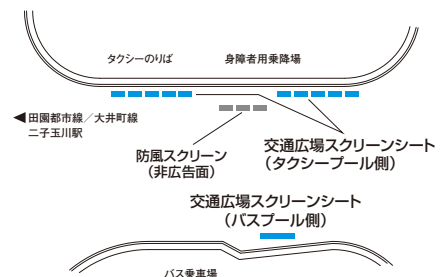 タクシーのりば
身障者用乗降場
◀田園都市線／大井町線
二子玉川駅
防風スクリーン
（非広告面）
交通広場スクリーンシート
（タクシープール側）
交通広場スクリーンシート
（バスプール側）
バス乗車場